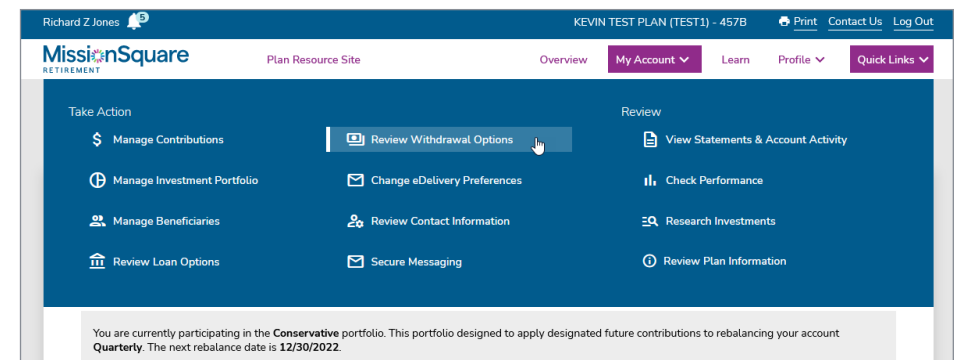 Richard Z Jones 5 KEVIN TEST PLAN (TEST1) - 457B Print Contact Us Log Out
MissionSquare
RETIREMENT
Plan Resource Site Overview My Account Learn Profile Quick Links
Take Action Review
$ Manage Contributions Review Withdrawal Options View Statements & Account Activity
Manage Investment Portfolio Change eDelivery Preferences Check Performance
Manage Beneficiaries Review Contact Information Research Investments
Review Loan Options Secure Messaging Review Plan Information
You are currently participating in the Conservative portfolio. This portfolio designed to apply designated future contributions to rebalancing your account
Quarterly. The next rebalance date is 12/30/2022.